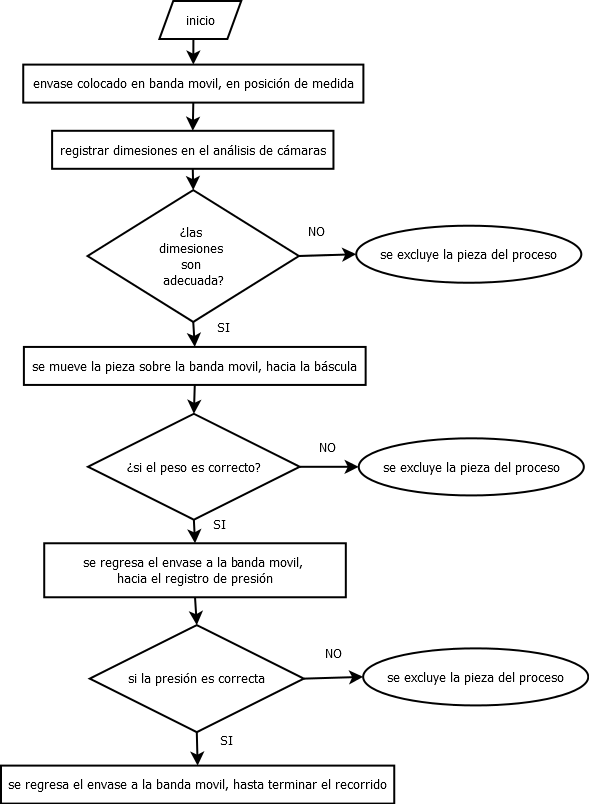 inicio
envase colocado en banda movil, en posición de medida
registrar dimesiones en el análisis de cámaras
¿las
dimesiones
son
adecuada?
NO
se excluye la pieza del proceso
SI
se mueve la pieza sobre la banda movil, hacia la báscula
¿si el peso es correcto?
NO
se excluye la pieza del proceso
SI
se regresa el envase a la banda movil,
hacia el registro de presión
si la presión es correcta
NO
se excluye la pieza del proceso
SI
se regresa el envase a la banda movil, hasta terminar el recorrido